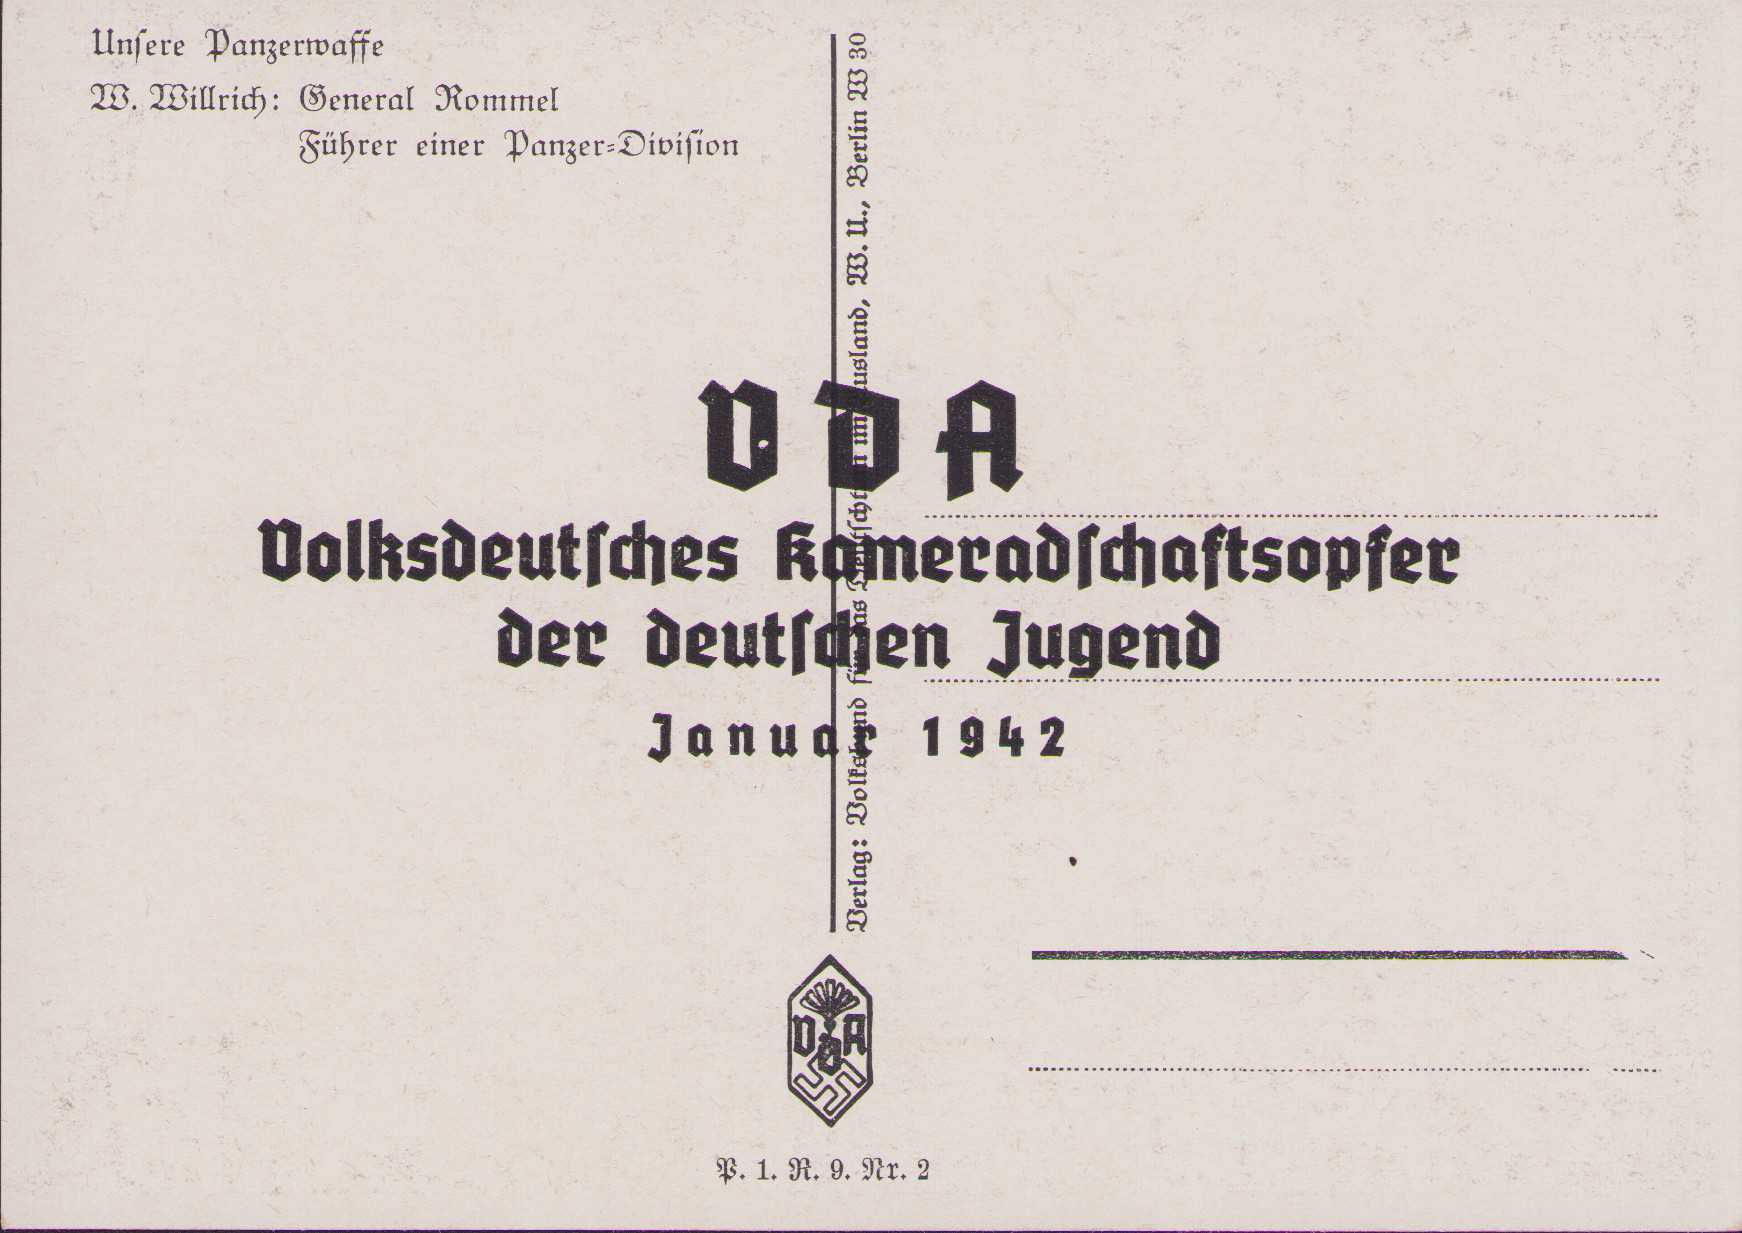 Unſere Panzerwaffe
W. Willrich: General Rommel
Führer einer Panzer-Diviſion
Verlag: Volksbund für das Deutſchtum im Ausland, W. U., Berlin W 30
VDA
Volksdeutſches Kameradſchaftsopfer
der deutſchen Jugend
Januar 1942
VDA
P. 1. R. 9. Nr. 2